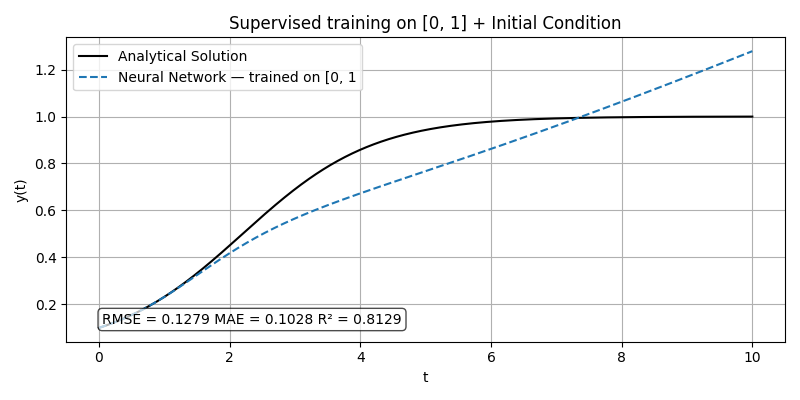 Supervised training on [0, 1] + Initial Condition
Analytical Solution
Neural Network — trained on [0, 1
y(t)
1.2
1.0
0.8
0.6
0.4
0.2
RMSE = 0.1279 MAE = 0.1028 R² = 0.8129
0 2 4 6 8 10
t